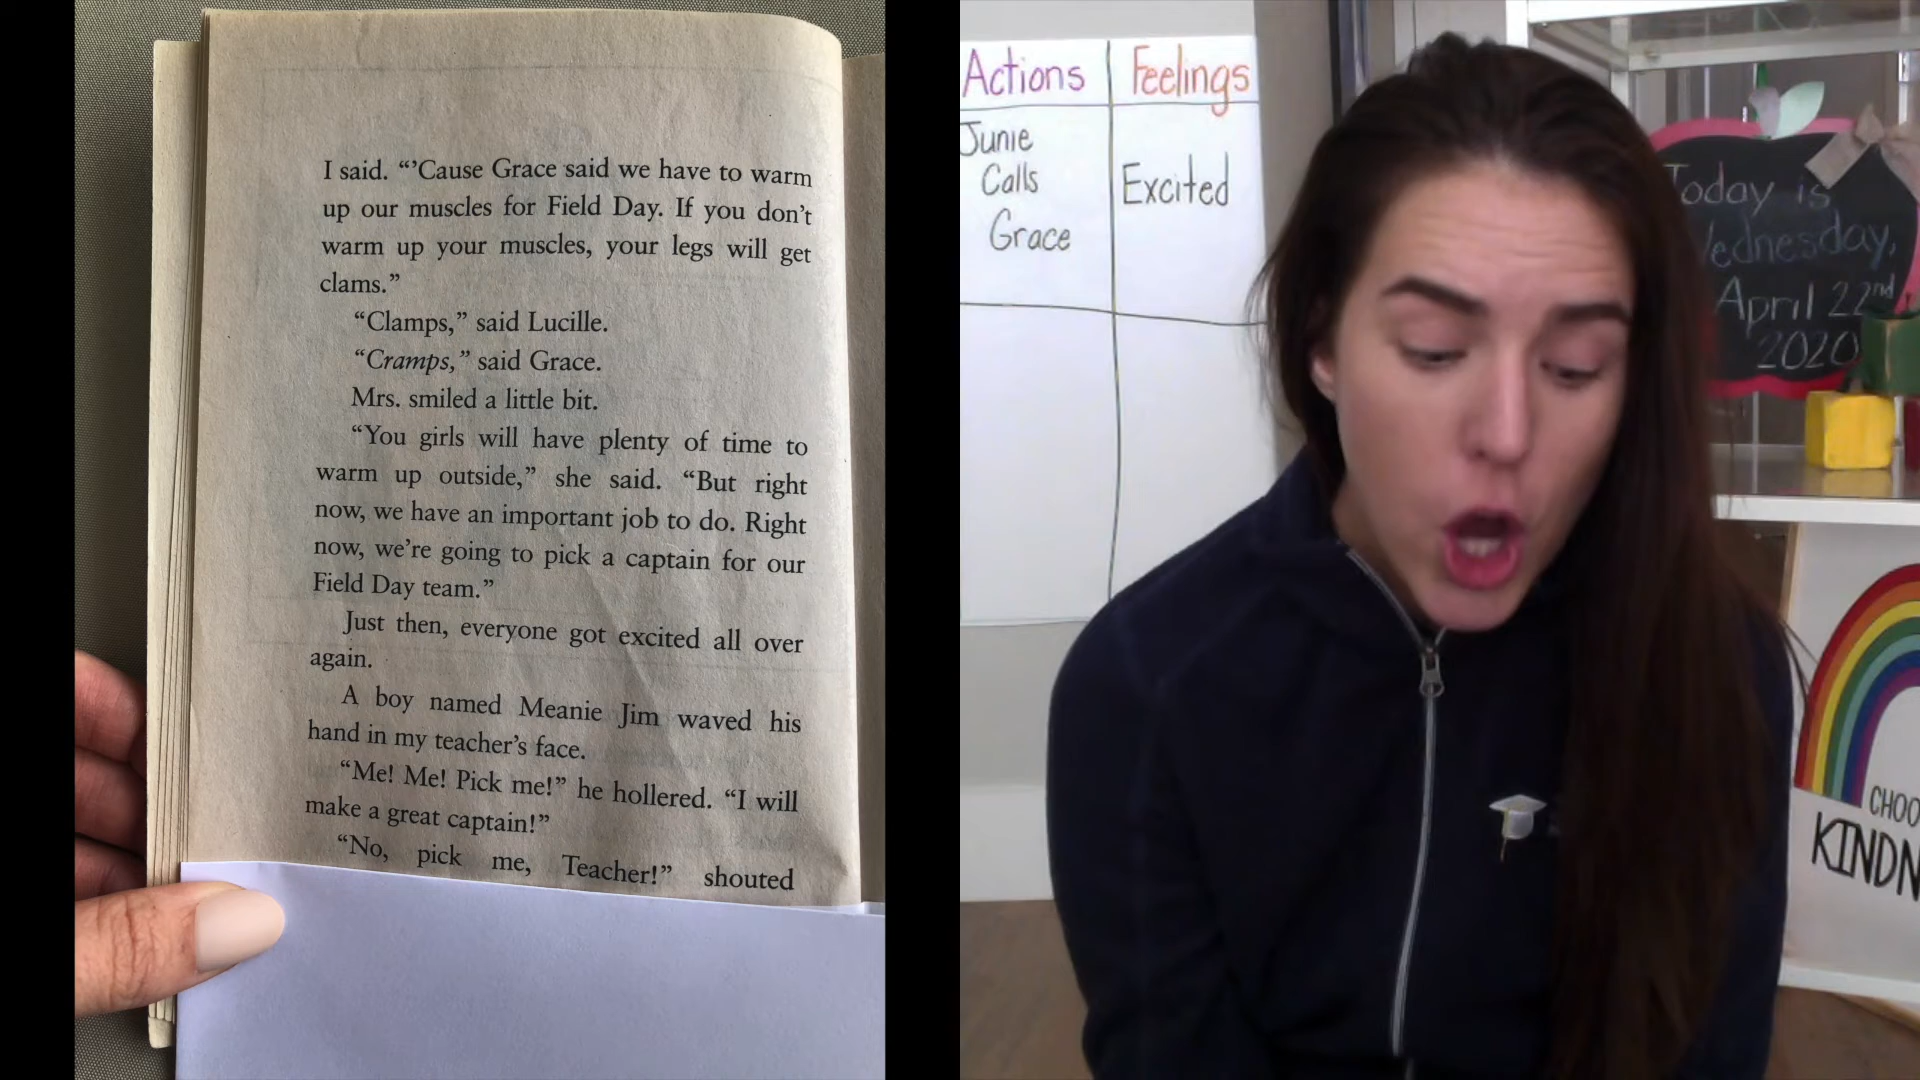 I said. “’Cause Grace said we have to warm
up our muscles for Field Day. If you don’t
warm up your muscles, your legs will get
clams.”
“Clamps,” said Lucille.
“Cramps,” said Grace.
Mrs. smiled a little bit.
“You girls will have plenty of time to
warm up outside,” she said. “But right
now, we have an important job to do. Right
now, we’re going to pick a captain for our
Field Day team.”
Just then, everyone got excited all over
again.
A boy named Meanie Jim waved his
hand in my teacher’s face.
“Me! Me! Pick me!” he hollered. “I will
make a great captain!”
“No, pick me, Teacher!” shouted
Actions
Junie
Calls
Grace
Feelings
Excited
Today is
Wednesday,
April 22nd
2020
CHOO
KINDN